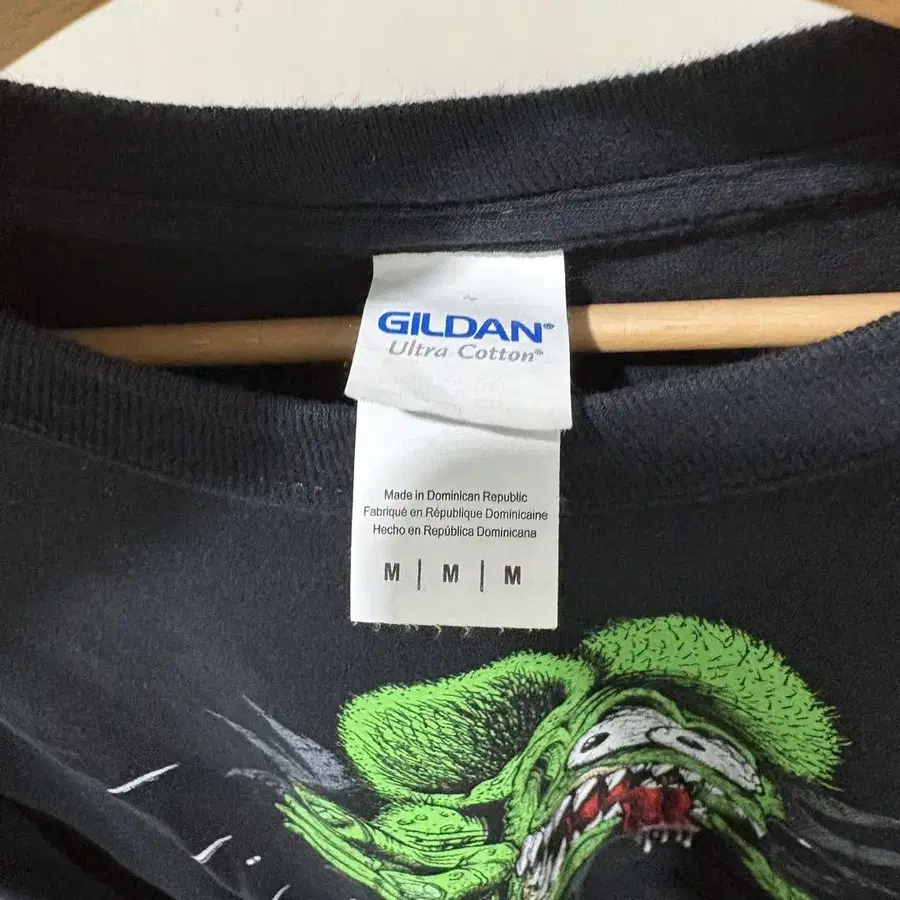 GILDAN®
Ultra Cotton®
Made in Dominican Republic
Fabriqué en République Dominicaine
Hecho en República Dominicana
M | M | M